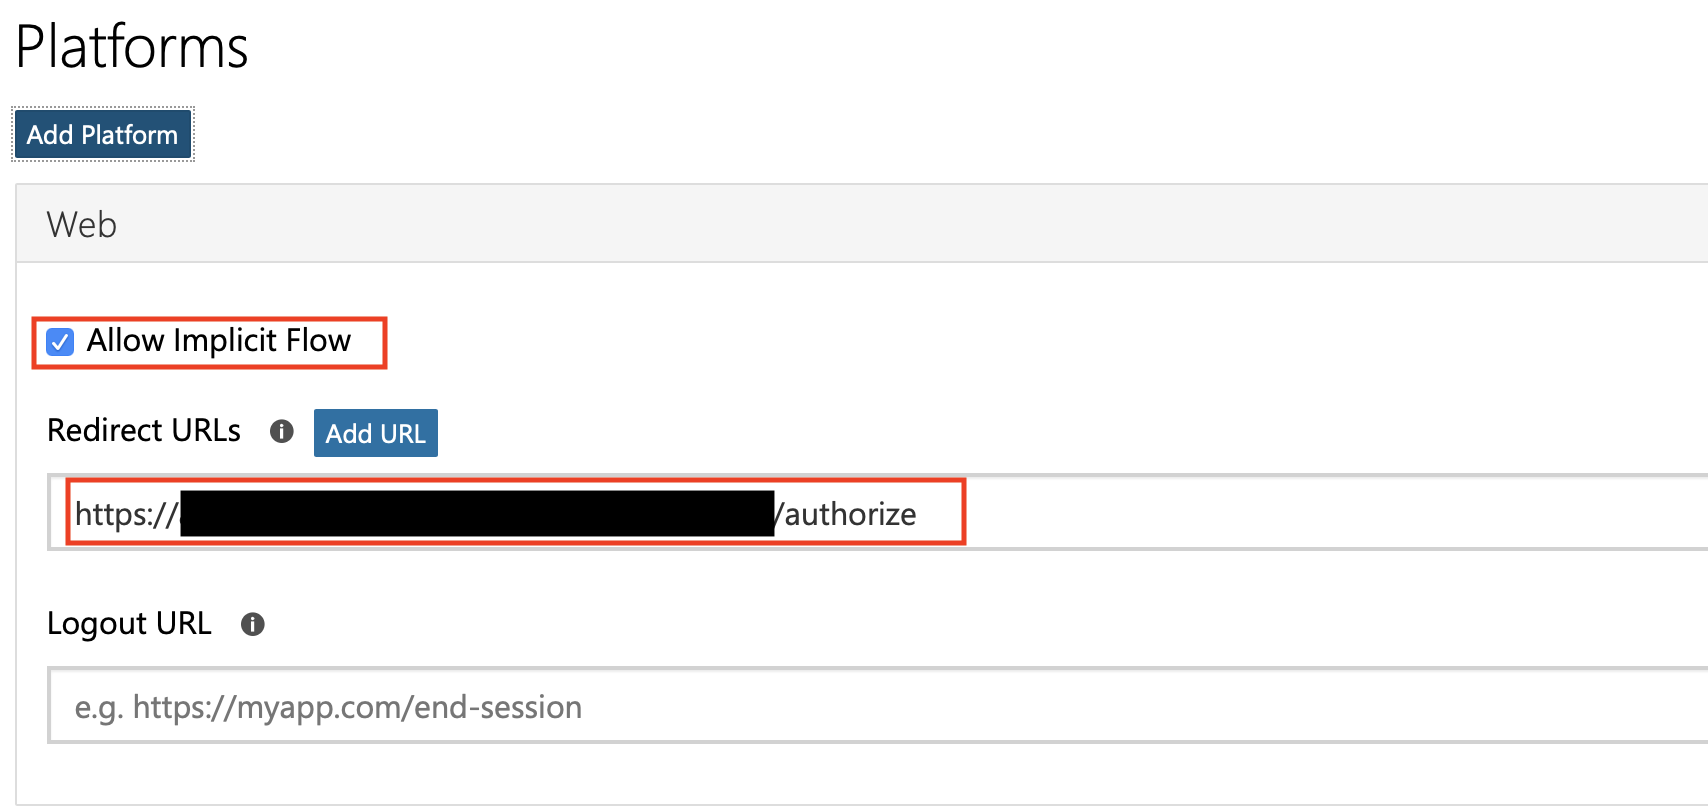 Platforms
Add Platform
Web
Allow Implicit Flow
Redirect URLs
Add URL
https:// /authorize
Logout URL
e.g. https://myapp.com/end-session